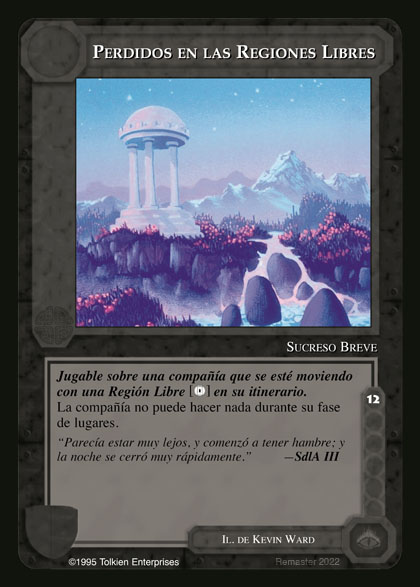 Perdidos en las Regiones Libres
Sucreso Breve
Jugable sobre una compañía que se esté moviendo
con una Región Libre [] en su itinerario.
La compañía no puede hacer nada durante su fase
de lugares.
“Parecía estar muy lejos, y comenzó a tener hambre; y
la noche se cerró muy rápidamente.” —SdlA III
12
Il. de Kevin Ward
©1995 Tolkien Enterprises
Remaster 2022